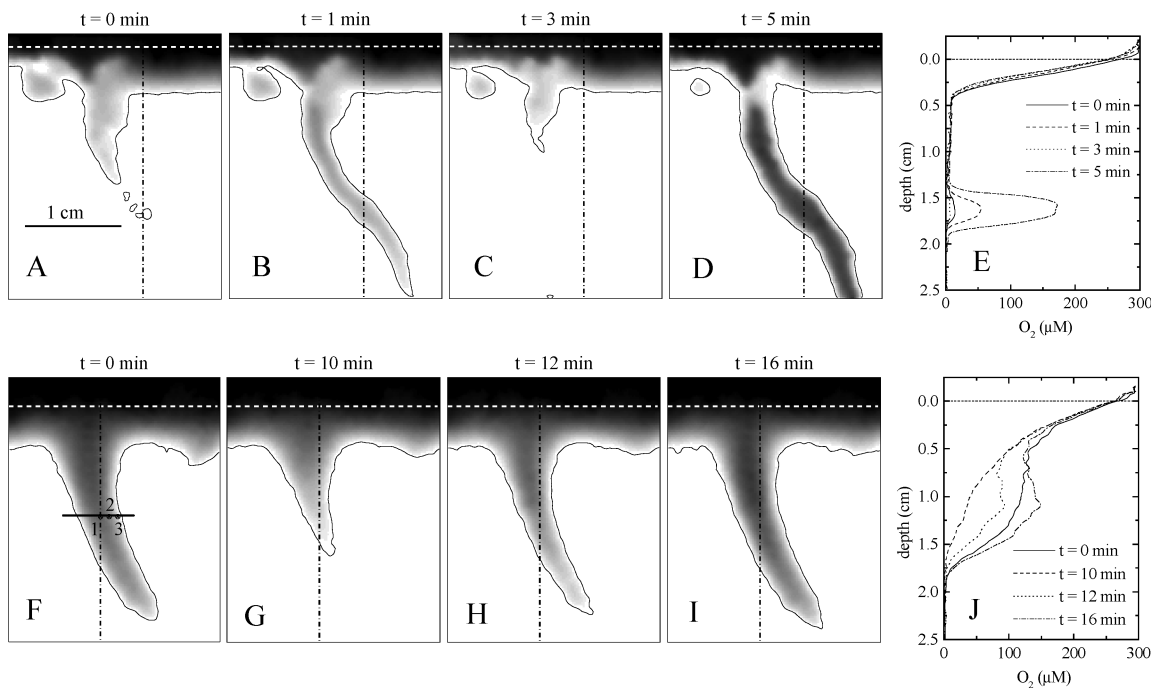 t = 0 min
t = 1 min
t = 3 min
t = 5 min
1 cm
A
B
C
D
0.0
0.5
1.0
1.5
2.0
2.5
depth (cm)
t = 0 min
t = 1 min
t = 3 min
t = 5 min
E
0
100
200
300
O₂ (μM)
t = 0 min
t = 10 min
t = 12 min
t = 16 min
2
1
3
F
G
H
I
0.0
0.5
1.0
1.5
2.0
2.5
depth (cm)
t = 0 min
t = 10 min
t = 12 min
t = 16 min
J
0
100
200
300
O₂ (μM)